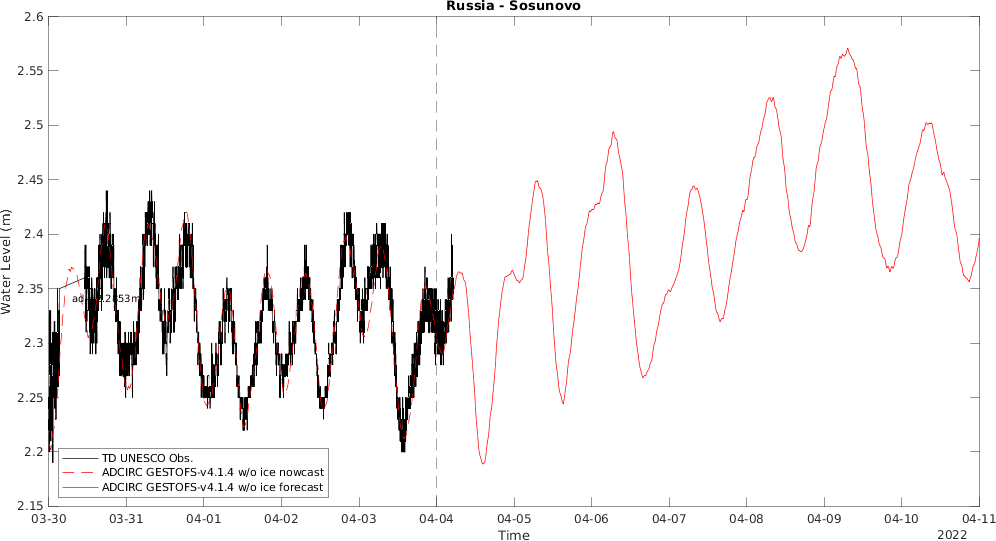 Russia - Sosunovo
2.6
2.55
2.5
2.45
2.4
2.35
2.3
2.25
2.2
2.15
Water Level (m)
TD UNESCO Obs.
ADCIRC GESTOFS-v4.1.4 w/o ice nowcast
ADCIRC GESTOFS-v4.1.4 w/o ice forecast
03-30 03-31 04-01 04-02 04-03 04-04 04-05 04-06 04-07 04-08 04-09 04-10 04-11
Time
2022